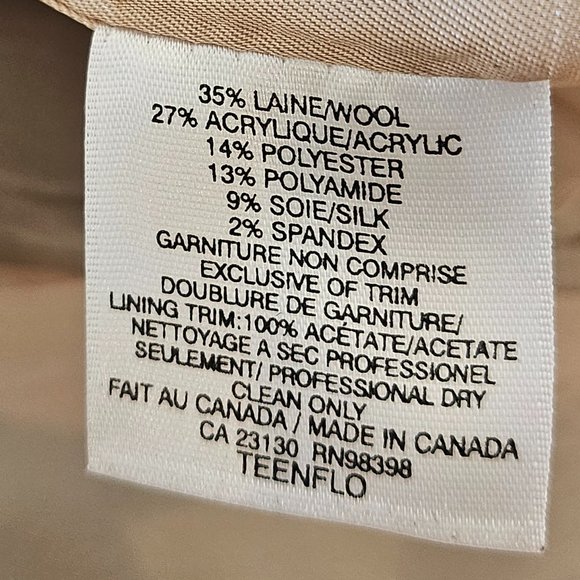 35% LAINE/WOOL
27% ACRYLIQUE/ACRYLIC
14% POLYESTER
13% POLYAMIDE
9% SOIE/SILK
2% SPANDEX
GARNITURE NON COMPRISE
EXCLUSIVE OF TRIM
DOUBLURE DE GARNITURE/
LINING TRIM:100% ACÉTATE/ACETATE
NETTOYAGE A SEC PROFESSIONEL
SEULEMENT/ PROFESSIONAL DRY
CLEAN ONLY
FAIT AU CANADA / MADE IN CANADA
CA 23130 RN98398
TEENFLO